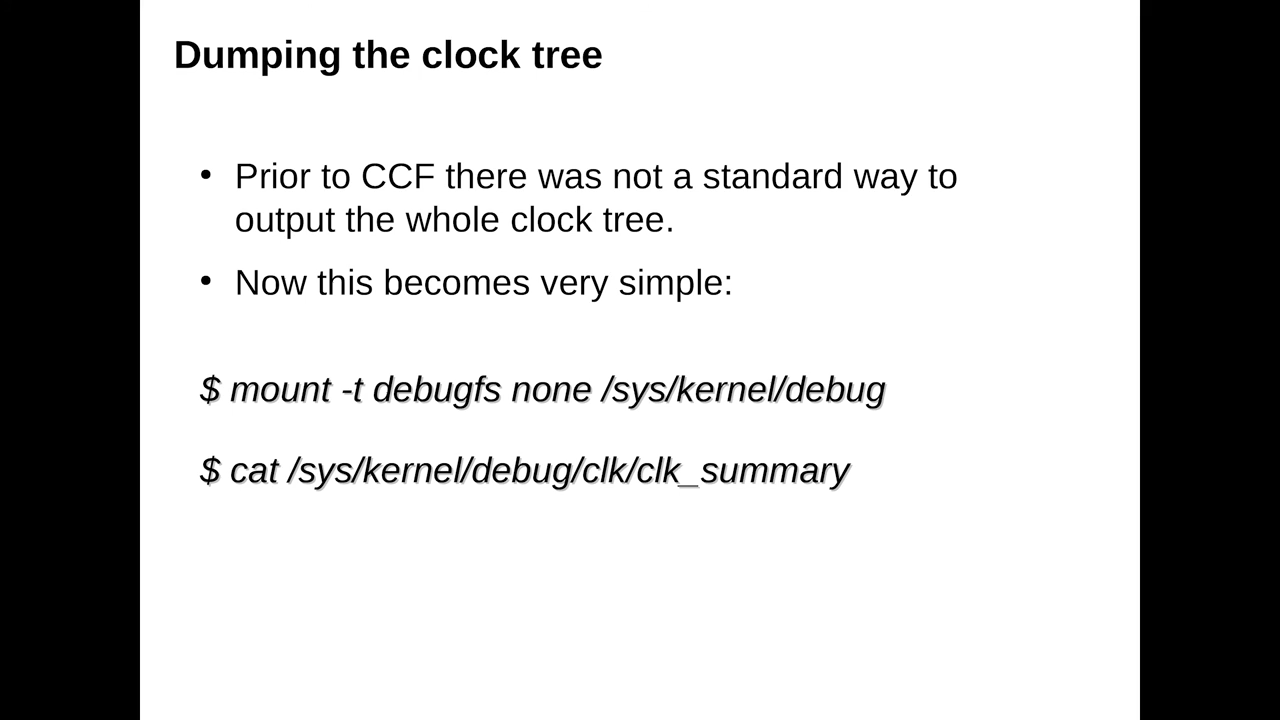 Dumping the clock tree
• Prior to CCF there was not a standard way to
output the whole clock tree.
• Now this becomes very simple:
$ mount -t debugfs none /sys/kernel/debug
$ cat /sys/kernel/debug/clk/clk_summary